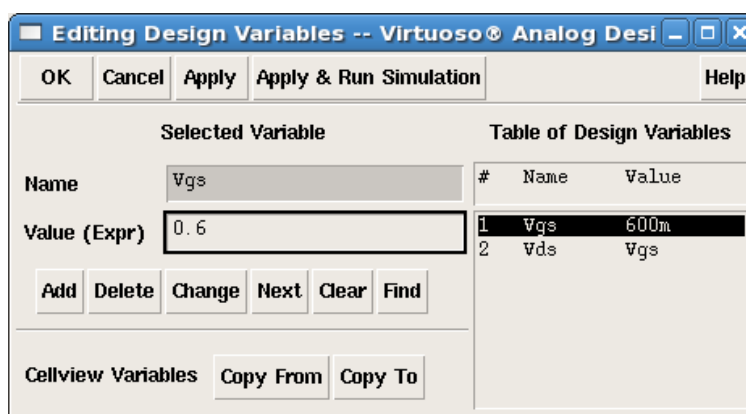 Editing Design Variables -- Virtuoso® Analog Desi
OK Cancel Apply Apply & Run Simulation Help
Selected Variable
Name Vgs
Value (Expr) 0.6
Add Delete Change Next Clear Find
Cellview Variables Copy From Copy To
Table of Design Variables
# Name Value
1 Vgs 600m
2 Vds Vgs